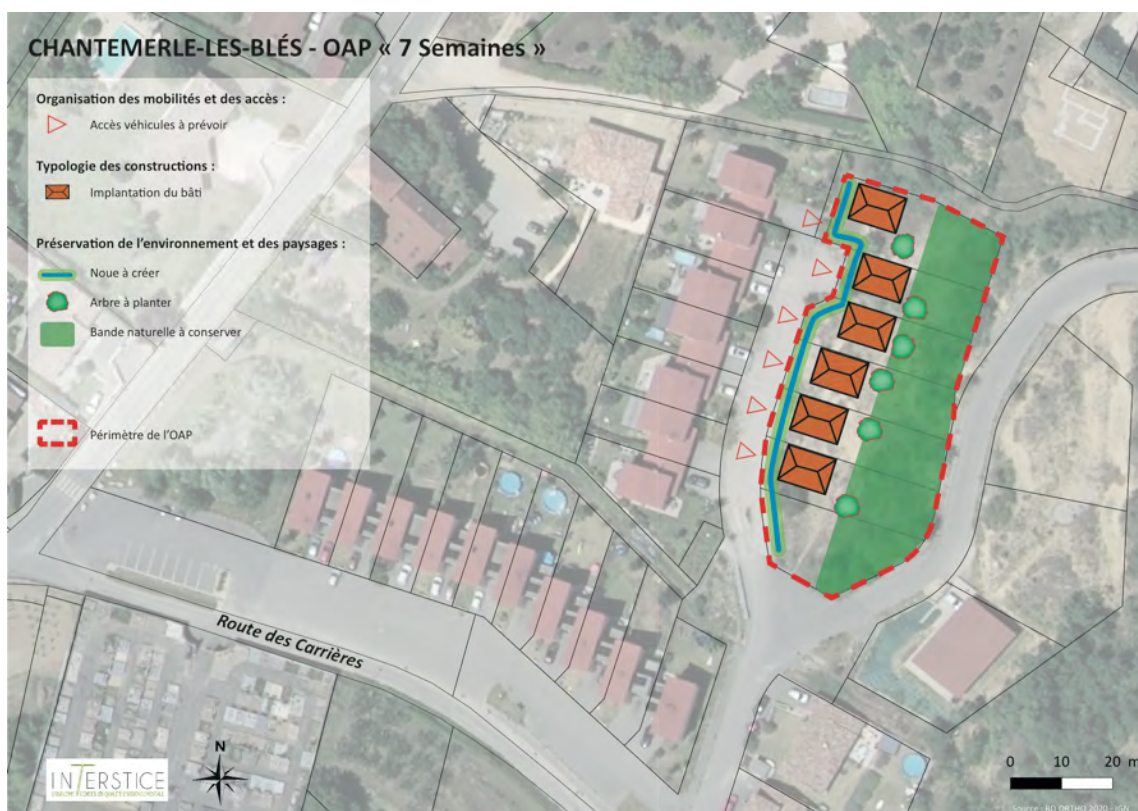 CHANTEMERLE-LES-BLÉS - OAP « 7 Semaines »
Organisation des mobilités et des accès :
Accès véhicules à prévoir
Typologie des constructions :
Implantation du bâti
Préservation de l'environnement et des paysages :
Noue à créer
Arbre à planter
Bande naturelle à conserver
Périmètre de l'OAP
Route des Carrières
N
INTERSTICE
0 10 20 m
Source : BD ORTHO 2020 - IGN